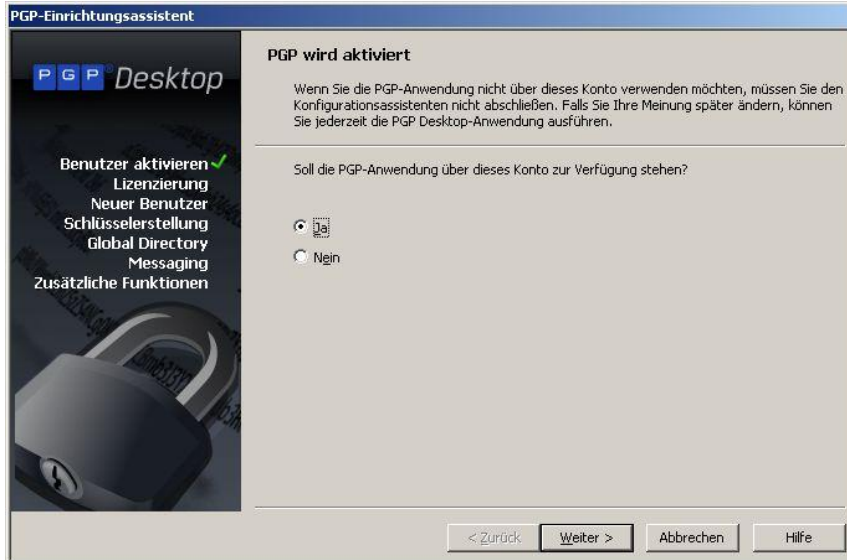 PGP-Einrichtungsassistent
PGP® Desktop
Benutzer aktivieren
Lizenzierung
Neuer Benutzer
Schlüsselerstellung
Global Directory
Messaging
Zusätzliche Funktionen
PGP wird aktiviert
Wenn Sie die PGP-Anwendung nicht über dieses Konto verwenden möchten, müssen Sie den
Konfigurationsassistenten nicht abschließen. Falls Sie Ihre Meinung später ändern, können
Sie jederzeit die PGP Desktop-Anwendung ausführen.
Soll die PGP-Anwendung über dieses Konto zur Verfügung stehen?
Ja
Nein
< Zurück
Weiter >
Abbrechen
Hilfe